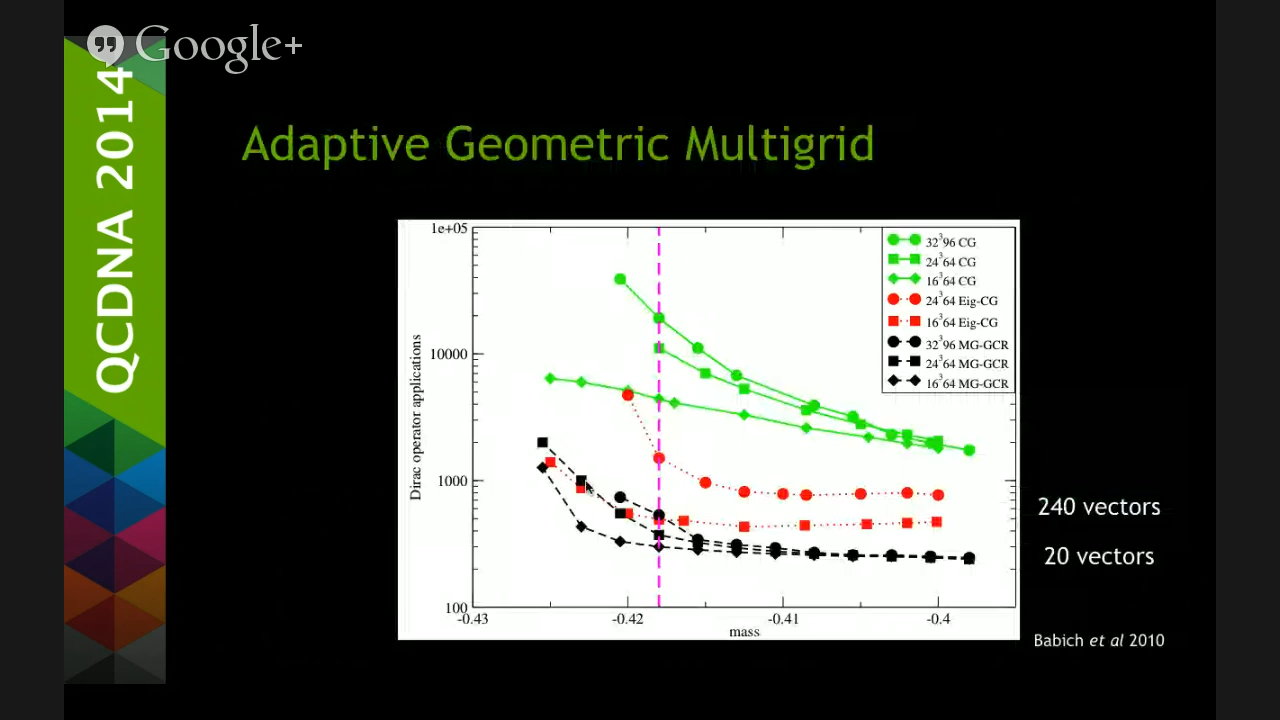 Google+
QCDNA 2014
Adaptive Geometric Multigrid
1e+05
10000
1000
100
Dirac operator applications
-0.43
-0.42
-0.41
-0.4
mass
32³96 CG
24³64 CG
16³64 CG
24³64 Eig-CG
16³64 Eig-CG
32³96 MG-GCR
24³64 MG-GCR
16³64 MG-GCR
240 vectors
20 vectors
Babich et al 2010